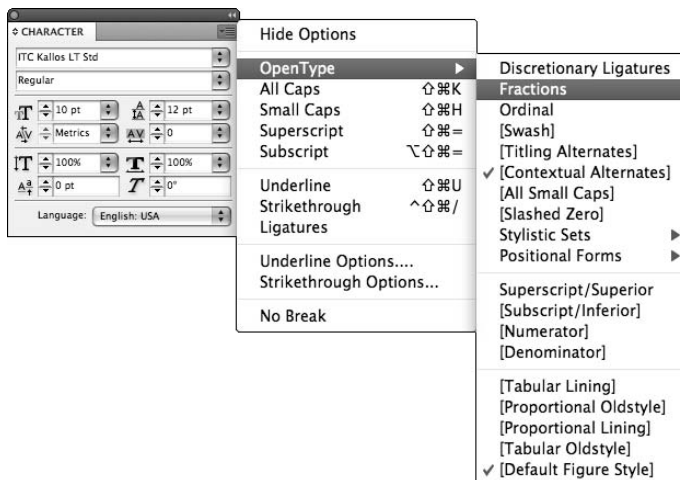 CHARACTER
ITC Kallos LT Std
Regular
10 pt
12 pt
Metrics
0
100%
100%
0 pt
0°
Language: English: USA
Hide Options
OpenType
All Caps ⇧⌘K
Small Caps ⇧⌘H
Superscript ⇧⌘=
Subscript ⌥⇧⌘=
Underline ⇧⌘U
Strikethrough ^⇧⌘/
Ligatures
Underline Options....
Strikethrough Options...
No Break
Discretionary Ligatures
Fractions
Ordinal
[Swash]
[Titling Alternates]
✓ [Contextual Alternates]
[All Small Caps]
[Slashed Zero]
Stylistic Sets
Positional Forms
Superscript/Superior
[Subscript/Inferior]
[Numerator]
[Denominator]
[Tabular Lining]
[Proportional Oldstyle]
[Proportional Lining]
[Tabular Oldstyle]
✓ [Default Figure Style]